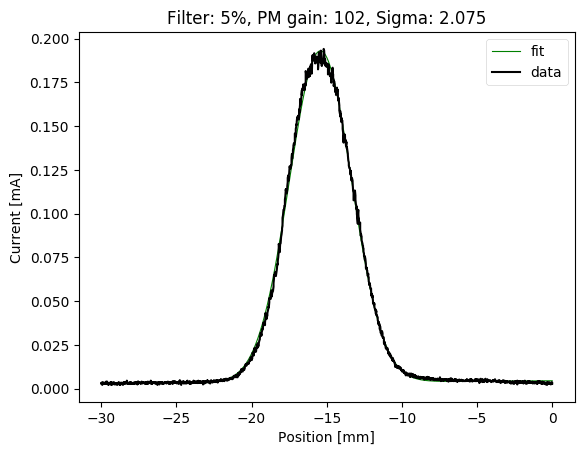 Filter: 5%, PM gain: 102, Sigma: 2.075
fit
data
Current [mA]
0.200
0.175
0.150
0.125
0.100
0.075
0.050
0.025
0.000
−30 −25 −20 −15 −10 −5 0
Position [mm]